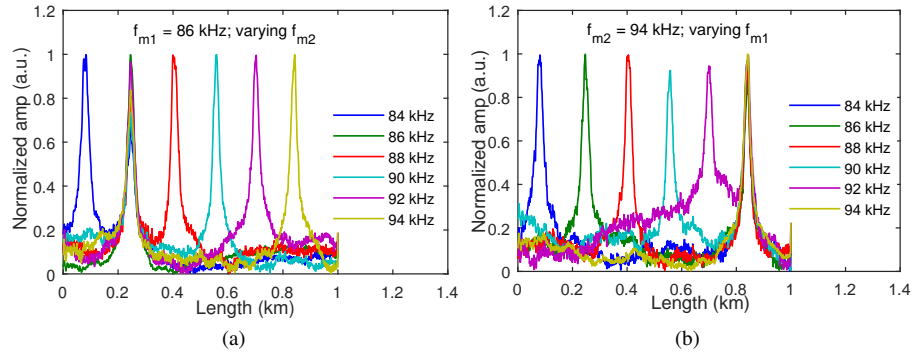 f_m1 = 86 kHz; varying f_m2
Normalized amp (a.u.)
1
0.8
0.6
0.4
0.2
0
84 kHz
86 kHz
88 kHz
90 kHz
92 kHz
94 kHz
0 0.2 0.4 0.6 0.8 1 1.2 1.4
Length (km)
(a)
f_m2 = 94 kHz; varying f_m1
Normalized amp (a.u.)
1
0.8
0.6
0.4
0.2
0
84 kHz
86 kHz
88 kHz
90 kHz
92 kHz
94 kHz
0 0.2 0.4 0.6 0.8 1 1.2 1.4
Length (km)
(b)